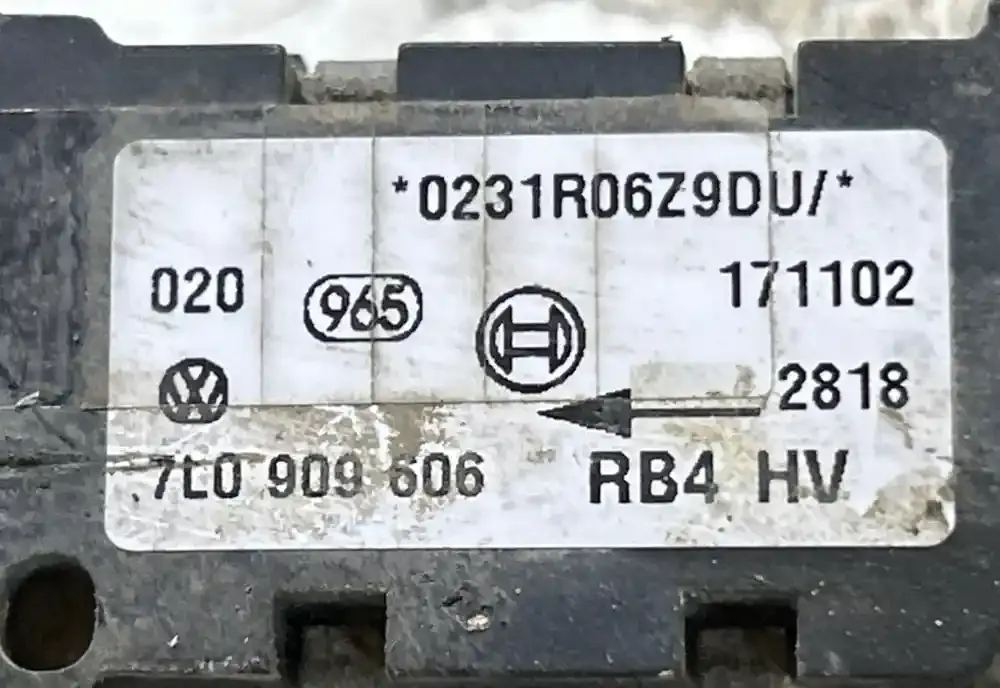 *0231R06Z9DU/*
020
965
171102
2818
7L0 909 606
RB4 HV